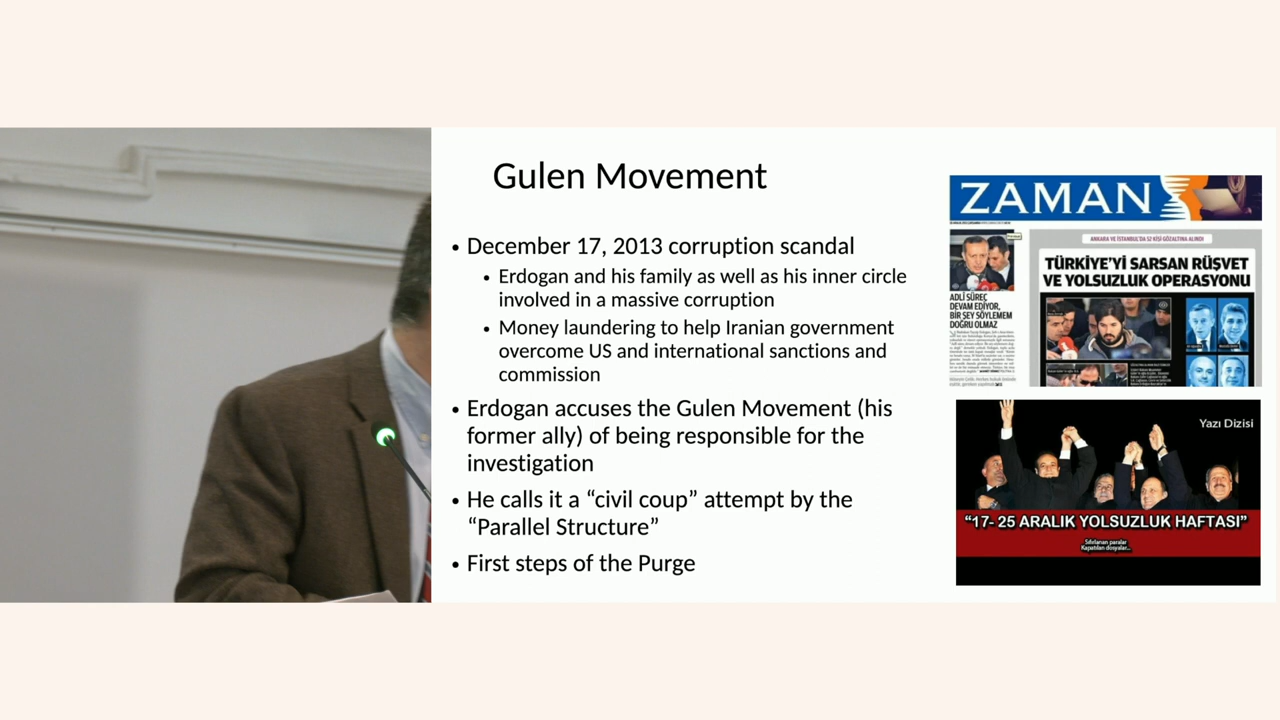 Gulen Movement
• December 17, 2013 corruption scandal
• Erdogan and his family as well as his inner circle
involved in a massive corruption
• Money laundering to help Iranian government
overcome US and international sanctions and
commission
• Erdogan accuses the Gulen Movement (his
former ally) of being responsible for the
investigation
• He calls it a “civil coup” attempt by the
“Parallel Structure”
• First steps of the Purge
ZAMAN
ANKARA VE İSTANBUL'DA 52 KİŞİ GÖZALTINA ALINDI
TÜRKİYE'Yİ SARSAN RÜŞVET
VE YOLSUZLUK OPERASYONU
ADLİ SÜREÇ
DEVAM EDİYOR,
BİR ŞEY SÖYLEMEM
DOĞRU OLMAZ
Yazı Dizisi
“17- 25 ARALIK YOLSUZLUK HAFTASI”
Sıfırlanan paralar
Kapatılan dosyalar...